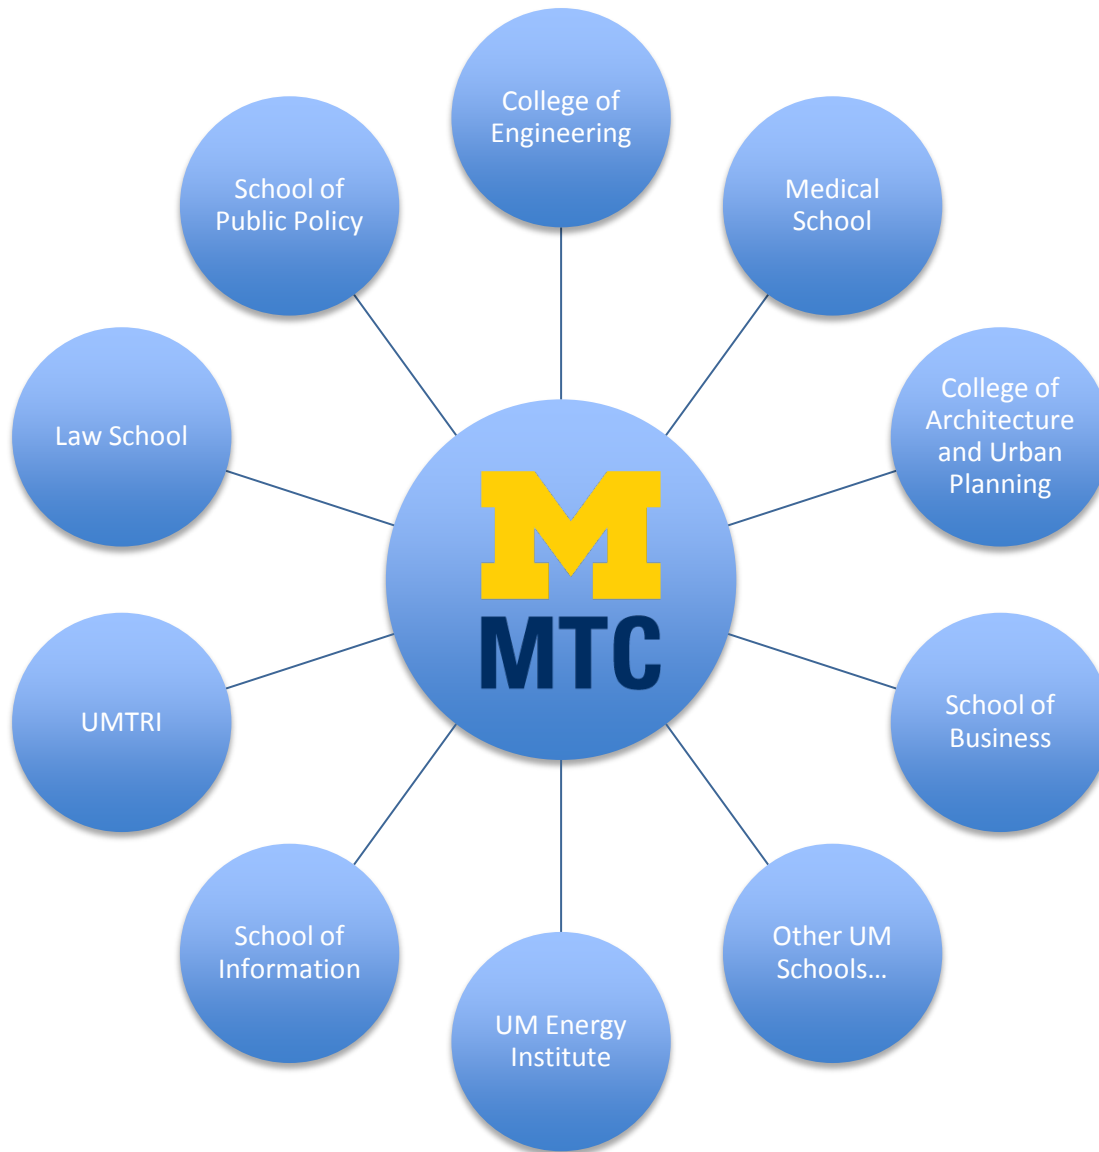 College of
Engineering
Medical
School
College of
Architecture
and Urban
Planning
School of
Business
Other UM
Schools...
UM Energy
Institute
School of
Information
UMTRI
Law School
School of
Public Policy
M
MTC